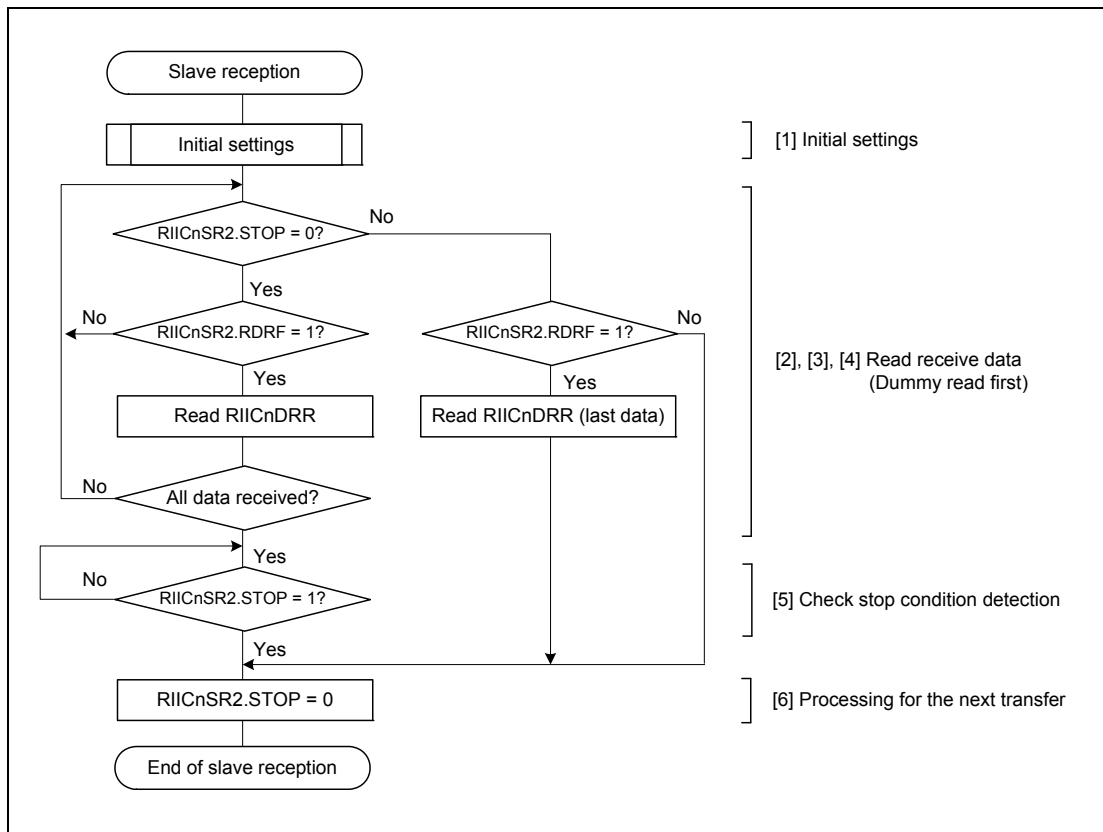 Slave reception
Initial settings
[1] Initial settings
No
RIICnSR2.STOP = 0?
Yes
No
RIICnSR2.RDRF = 1?
RIICnSR2.RDRF = 1?
No
[2], [3], [4] Read receive data
(Dummy read first)
Yes
Yes
Read RIICnDRR
Read RIICnDRR (last data)
No
All data received?
Yes
No
RIICnSR2.STOP = 1?
[5] Check stop condition detection
Yes
RIICnSR2.STOP = 0
[6] Processing for the next transfer
End of slave reception